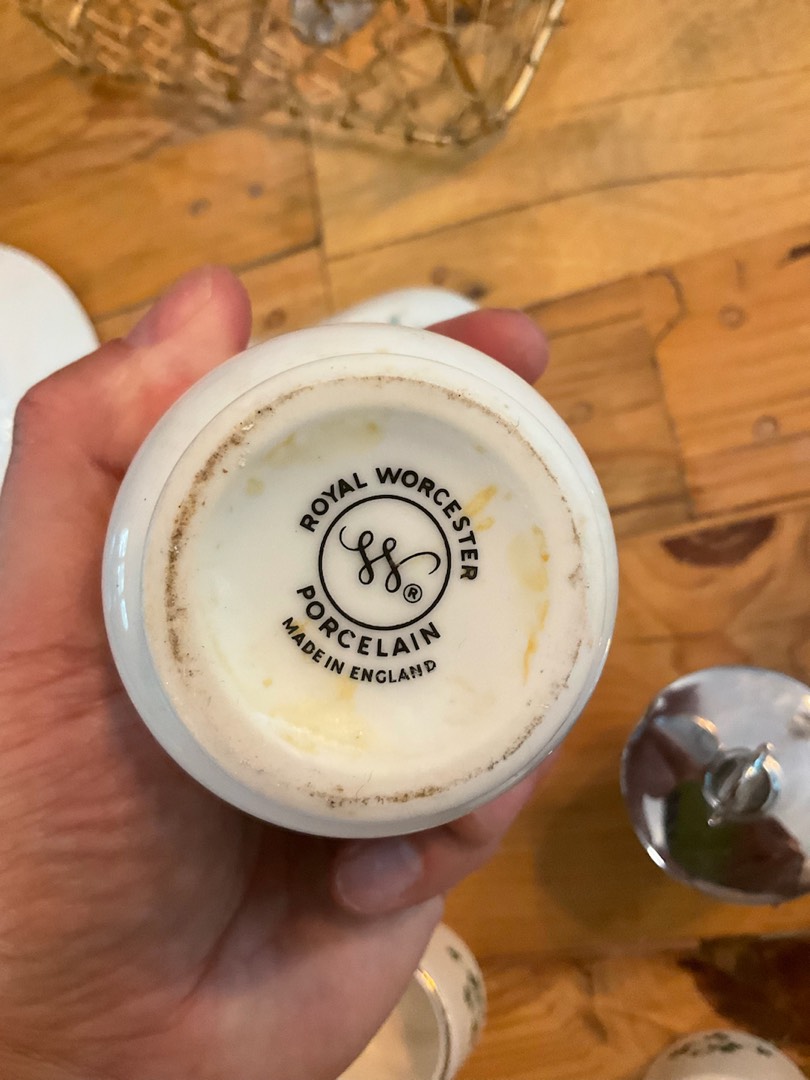 ROYAL WORCESTER
W®
PORCELAIN
MADE IN ENGLAND